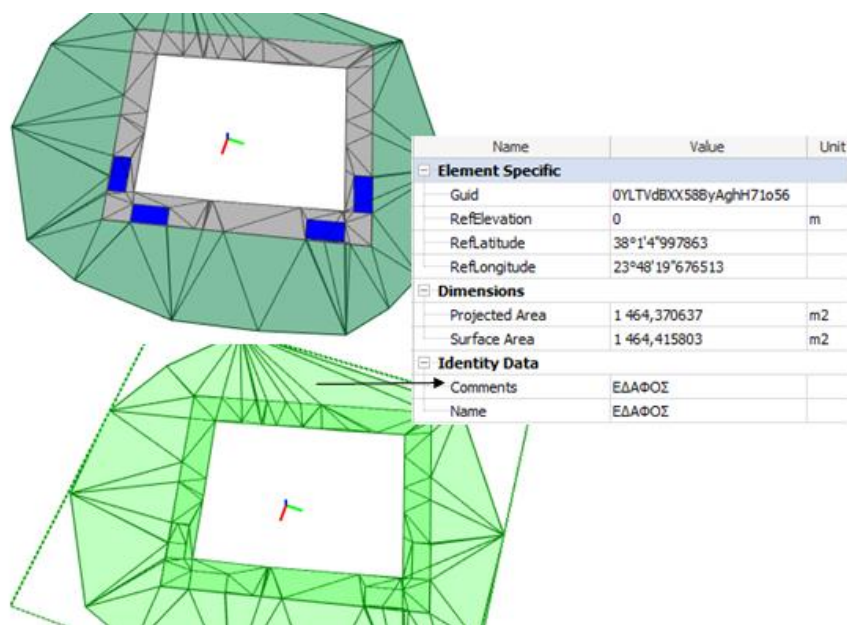 Name Value Unit
Element Specific
Guid 0YLTVdBXX58ByAghH71o56
RefElevation 0 m
RefLatitude 38°1'4"997863
RefLongitude 23°48'19"676513
Dimensions
Projected Area 1 464,370637 m2
Surface Area 1 464,415803 m2
Identity Data
Comments ΕΔΑΦΟΣ
Name ΕΔΑΦΟΣ